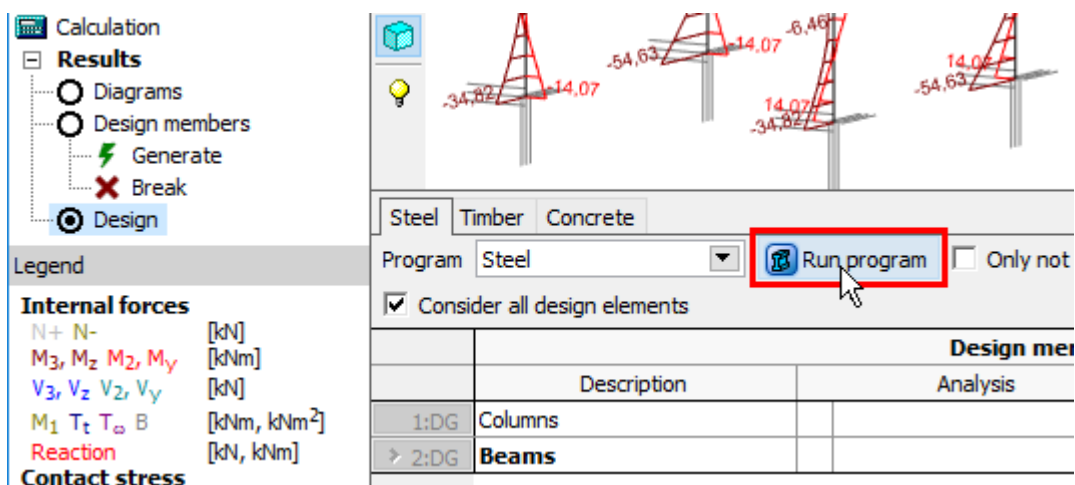 Calculation
Results
Diagrams
Design members
Generate
Break
Design
Legend
Internal forces
N+ N- [kN]
M3, Mz M2, My [kNm]
V3, Vz V2, Vy [kN]
M1 Tt Tω B [kNm, kNm²]
Reaction [kN, kNm]
Contact stress
-34,82
14,07
-54,63
-14,07
-6,46
14,07
-34,82
14,07
-54,63
Steel Timber Concrete
Program Steel Run program Only not
Consider all design elements
Design mer
Description Analysis
1:DG Columns
2:DG Beams